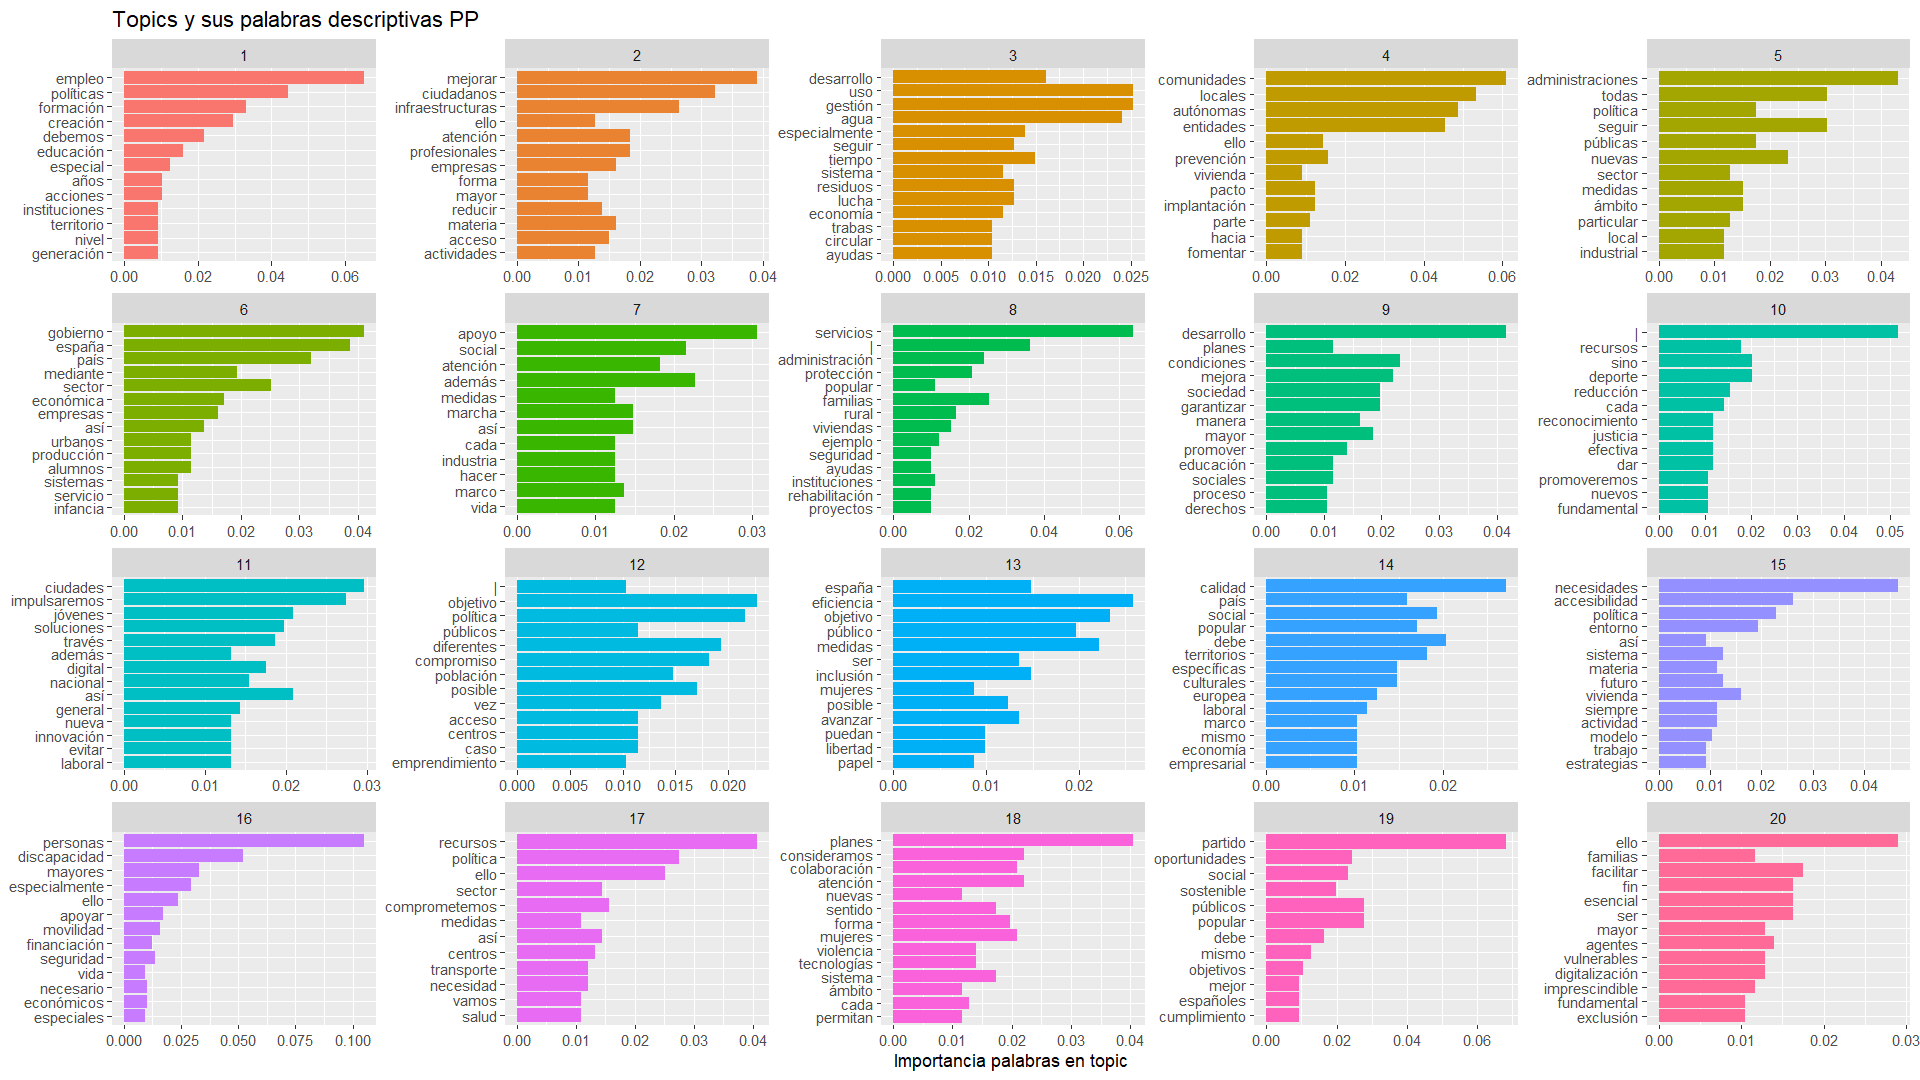 Topics y sus palabras descriptivas PP
1
empleo
políticas
formación
creación
debemos
educación
especial
años
acciones
instituciones
territorio
nivel
generación
0.00 0.02 0.04 0.06
2
mejorar
ciudadanos
infraestructuras
ello
atención
profesionales
empresas
forma
mayor
reducir
materia
acceso
actividades
0.00 0.01 0.02 0.03 0.04
3
desarrollo
uso
gestión
agua
especialmente
seguir
tiempo
sistema
residuos
lucha
economía
trabas
circular
ayudas
0.000 0.005 0.010 0.015 0.020 0.025
4
comunidades
locales
autónomas
entidades
ello
prevención
vivienda
pacto
implantación
parte
hacia
fomentar
0.00 0.02 0.04 0.06
5
administraciones
todas
política
seguir
públicas
nuevas
sector
medidas
ámbito
particular
local
industrial
0.00 0.01 0.02 0.03 0.04
6
gobierno
españa
país
mediante
sector
económica
empresas
así
urbanos
producción
alumnos
sistemas
servicio
infancia
0.00 0.01 0.02 0.03 0.04
7
apoyo
social
atención
además
medidas
marcha
así
cada
industria
hacer
marco
vida
0.00 0.01 0.02 0.03
8
servicios
|
administración
protección
popular
familias
rural
viviendas
ejemplo
seguridad
ayudas
instituciones
rehabilitación
proyectos
0.00 0.02 0.04 0.06
9
desarrollo
planes
condiciones
mejora
sociedad
garantizar
manera
mayor
promover
educación
sociales
proceso
derechos
0.00 0.01 0.02 0.03 0.04
10
|
recursos
sino
deporte
reducción
cada
reconocimiento
justicia
efectiva
dar
promoveremos
nuevos
fundamental
0.00 0.01 0.02 0.03 0.04 0.05
11
ciudades
impulsaremos
jóvenes
soluciones
través
además
digital
nacional
así
general
nueva
innovación
evitar
laboral
0.00 0.01 0.02 0.03
12
|
objetivo
política
públicos
diferentes
compromiso
población
posible
vez
acceso
centros
caso
emprendimiento
0.000 0.005 0.010 0.015 0.020
13
españa
eficiencia
objetivo
público
medidas
ser
inclusión
mujeres
posible
avanzar
puedan
libertad
papel
0.00 0.01 0.02
14
calidad
país
social
popular
debe
territorios
específicas
culturales
europea
laboral
marco
mismo
economía
empresarial
0.00 0.01 0.02
15
necesidades
accesibilidad
política
entorno
así
sistema
materia
futuro
vivienda
siempre
actividad
modelo
trabajo
estrategias
0.00 0.01 0.02 0.03 0.04
16
personas
discapacidad
mayores
especialmente
ello
apoyar
movilidad
financiación
seguridad
vida
necesario
económicos
especiales
0.000 0.025 0.050 0.075 0.100
17
recursos
política
ello
sector
comprometemos
medidas
así
centros
transporte
necesidad
vamos
salud
0.00 0.01 0.02 0.03 0.04
18
planes
consideramos
colaboración
atención
nuevas
sentido
forma
mujeres
violencia
tecnologías
sistema
ámbito
cada
permitan
0.00 0.01 0.02 0.03 0.04
19
partido
oportunidades
social
sostenible
públicos
popular
debe
mismo
objetivos
mejor
españoles
cumplimiento
0.00 0.02 0.04 0.06
20
ello
familias
facilitar
fin
esencial
ser
mayor
agentes
vulnerables
digitalización
imprescindible
fundamental
exclusión
0.00 0.01 0.02 0.03
Importancia palabras en topic